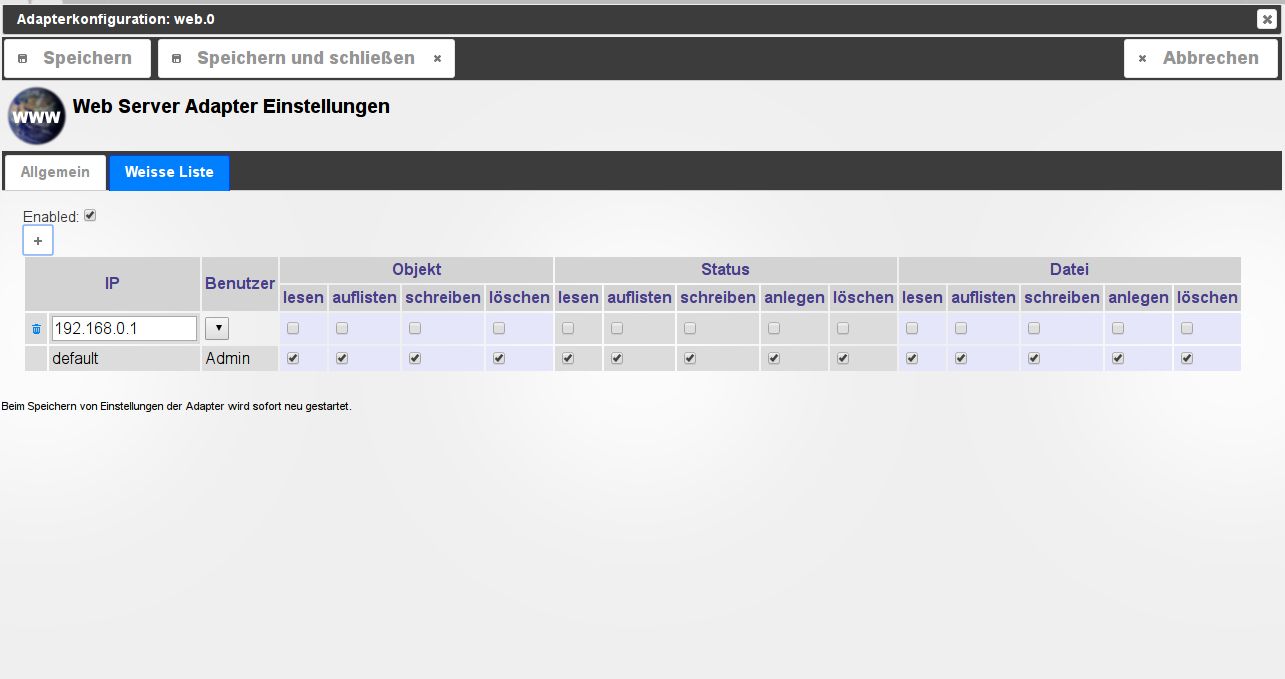 Adapterkonfiguration: web.0
Speichern Speichern und schließen Abbrechen
www Web Server Adapter Einstellungen
Allgemein Weisse Liste
Enabled:
+
IP Benutzer Objekt Status Datei
lesen auflisten schreiben löschen lesen auflisten schreiben anlegen löschen lesen auflisten schreiben anlegen löschen
192.168.0.1
default Admin
Beim Speichern von Einstellungen der Adapter wird sofort neu gestartet.